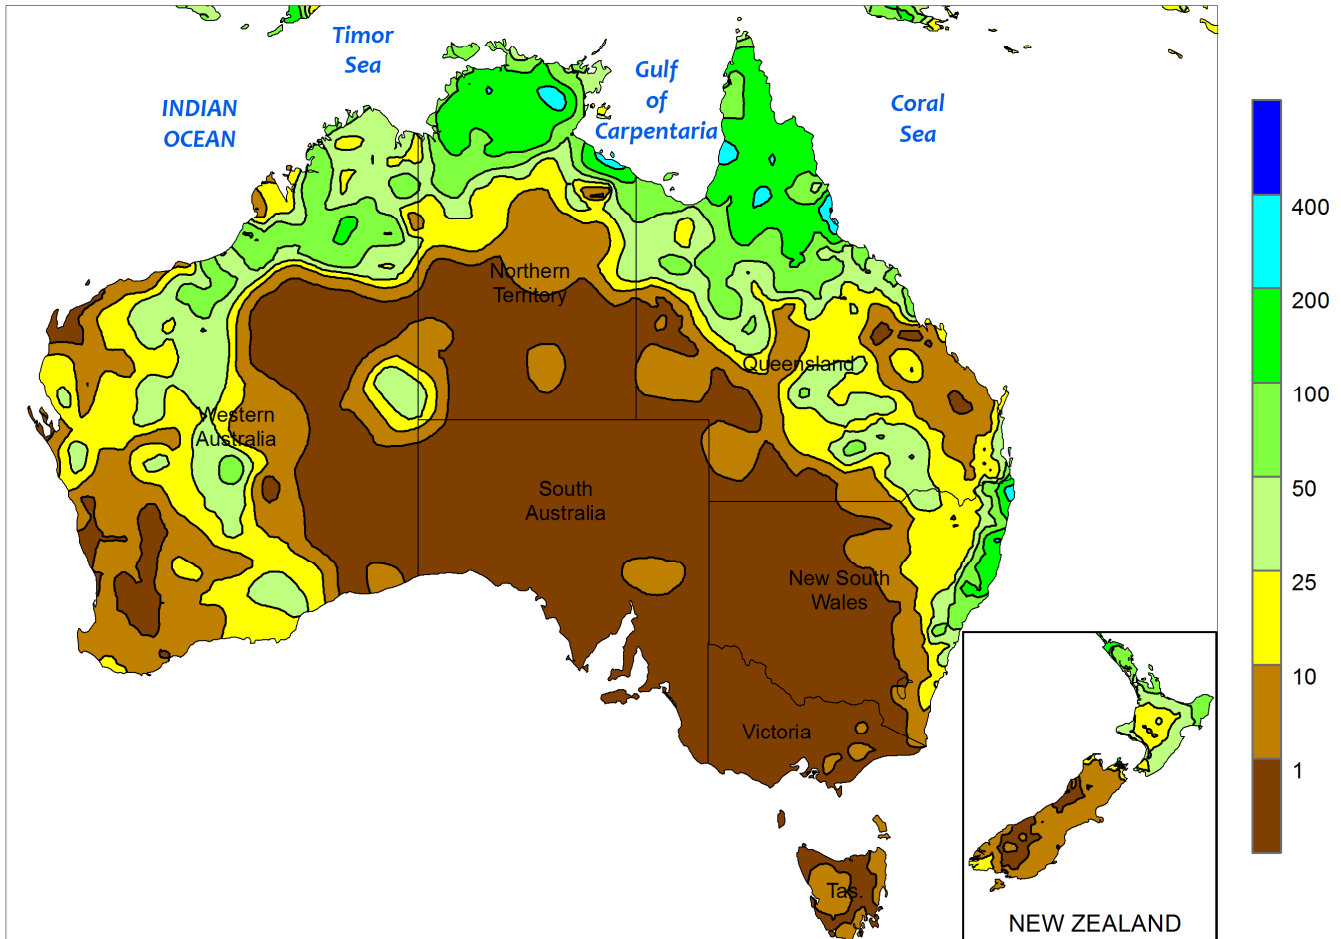 Timor
Sea
Gulf
of
Carpentaria
INDIAN
OCEAN
Coral
Sea
400
200
100
50
25
10
1
Northern
Territory
Queensland
Western
Australia
South
Australia
New South
Wales
Victoria
Tas.
NEW ZEALAND